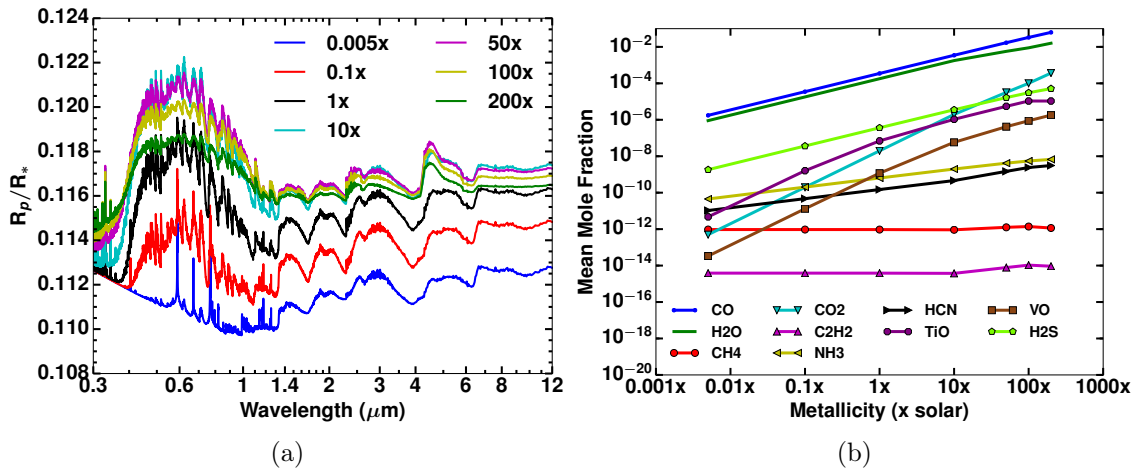 0.124
0.122
0.120
0.118
0.116
0.114
0.112
0.110
0.108
Rp/R*
0.005x
0.1x
1x
10x
50x
100x
200x
0.3
0.6
1
1.4
2
3
4
6
8
12
Wavelength (μm)
(a)
10⁻²
10⁻⁴
10⁻⁶
10⁻⁸
10⁻¹⁰
10⁻¹²
10⁻¹⁴
10⁻¹⁶
10⁻¹⁸
10⁻²⁰
Mean Mole Fraction
CO
H2O
CH4
CO2
C2H2
NH3
HCN
TiO
VO
H2S
0.001x
0.01x
0.1x
1x
10x
100x
1000x
Metallicity (x solar)
(b)